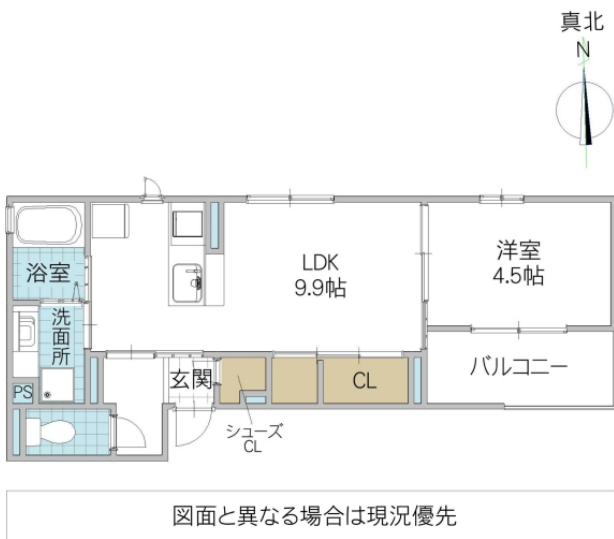 真北
N
浴室
洗面所
PS
LDK
9.9帖
洋室
4.5帖
バルコニー
玄関
CL
シューズ
CL
図面と異なる場合は現況優先